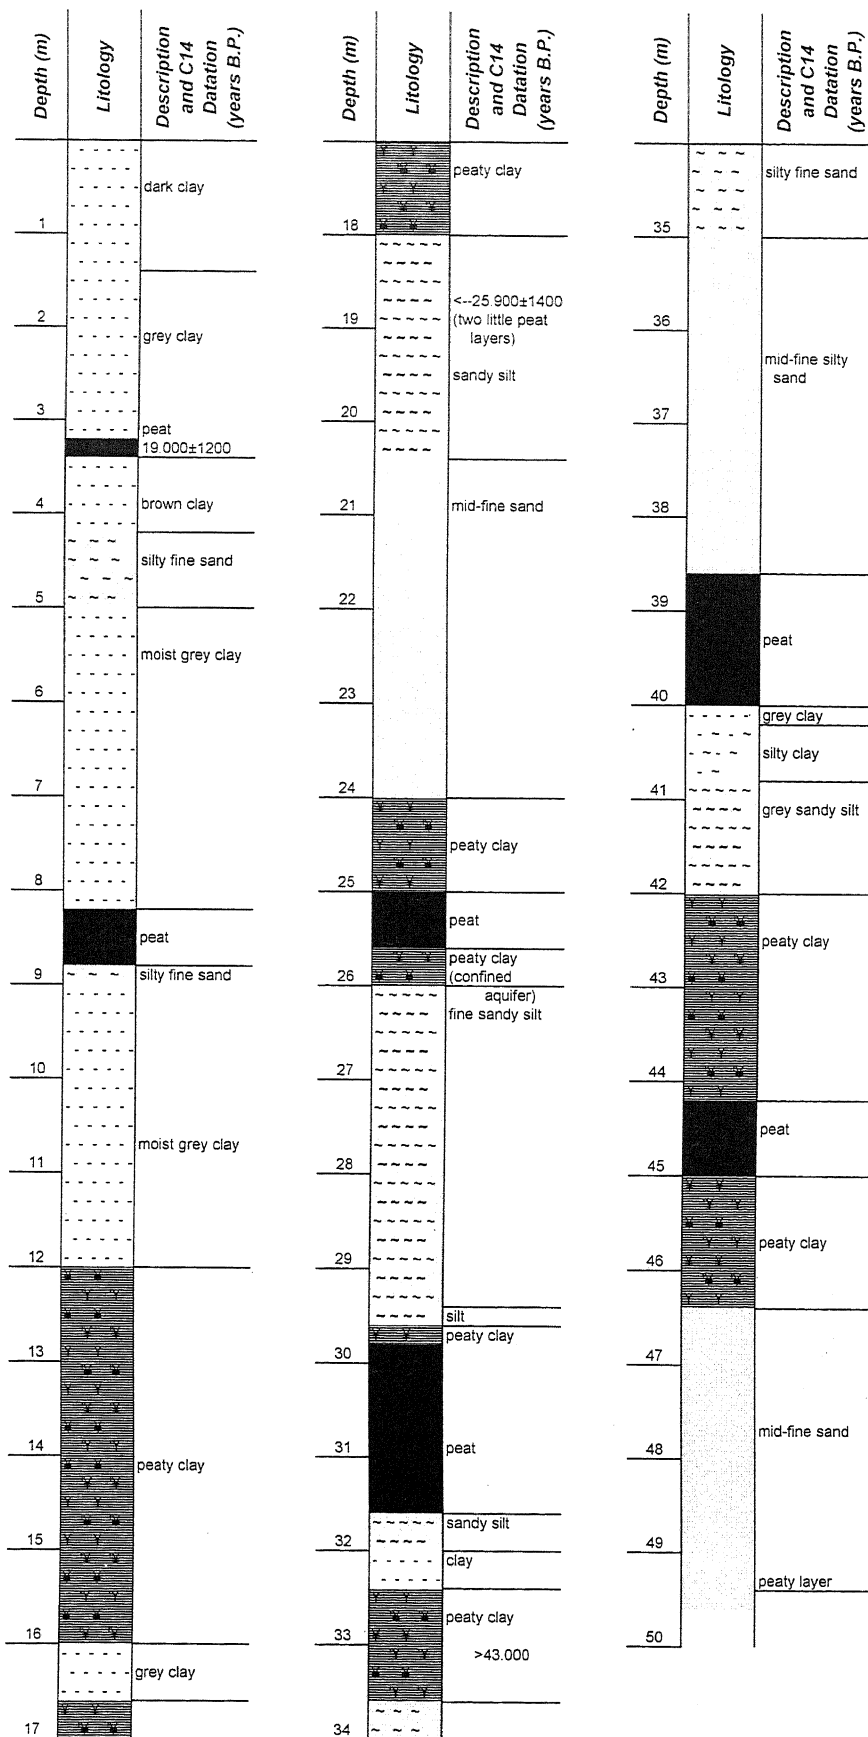 Depth (m)
Litology
Description
and C14
Datation
(years B.P.)
dark clay
1
2
grey clay
3
peat
19.000±1200
4
brown clay
silty fine sand
5
moist grey clay
6
7
8
peat
9
silty fine sand
10
moist grey clay
11
12
13
14
peaty clay
15
16
grey clay
17
Depth (m)
Litology
Description
and C14
Datation
(years B.P.)
peaty clay
18
<--25.900±1400
19
(two little peat
layers)
sandy silt
20
21
mid-fine sand
22
23
24
peaty clay
25
peat
peaty clay
26
(confined
aquifer)
fine sandy silt
27
28
29
silt
peaty clay
30
31
peat
sandy silt
32
clay
peaty clay
33
>43.000
34
Depth (m)
Litology
Description
and C14
Datation
(years B.P.)
silty fine sand
35
36
mid-fine silty
sand
37
38
39
peat
40
grey clay
silty clay
41
grey sandy silt
42
peaty clay
43
44
peat
45
peaty clay
46
47
mid-fine sand
48
49
peaty layer
50